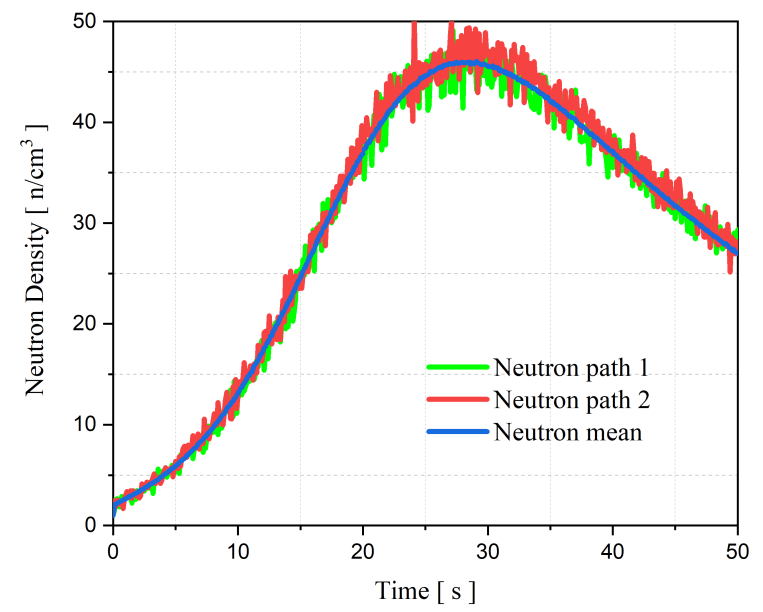 50
40
30
20
10
0
Neutron Density [ n/cm³ ]
Neutron path 1
Neutron path 2
Neutron mean
0 10 20 30 40 50
Time [ s ]